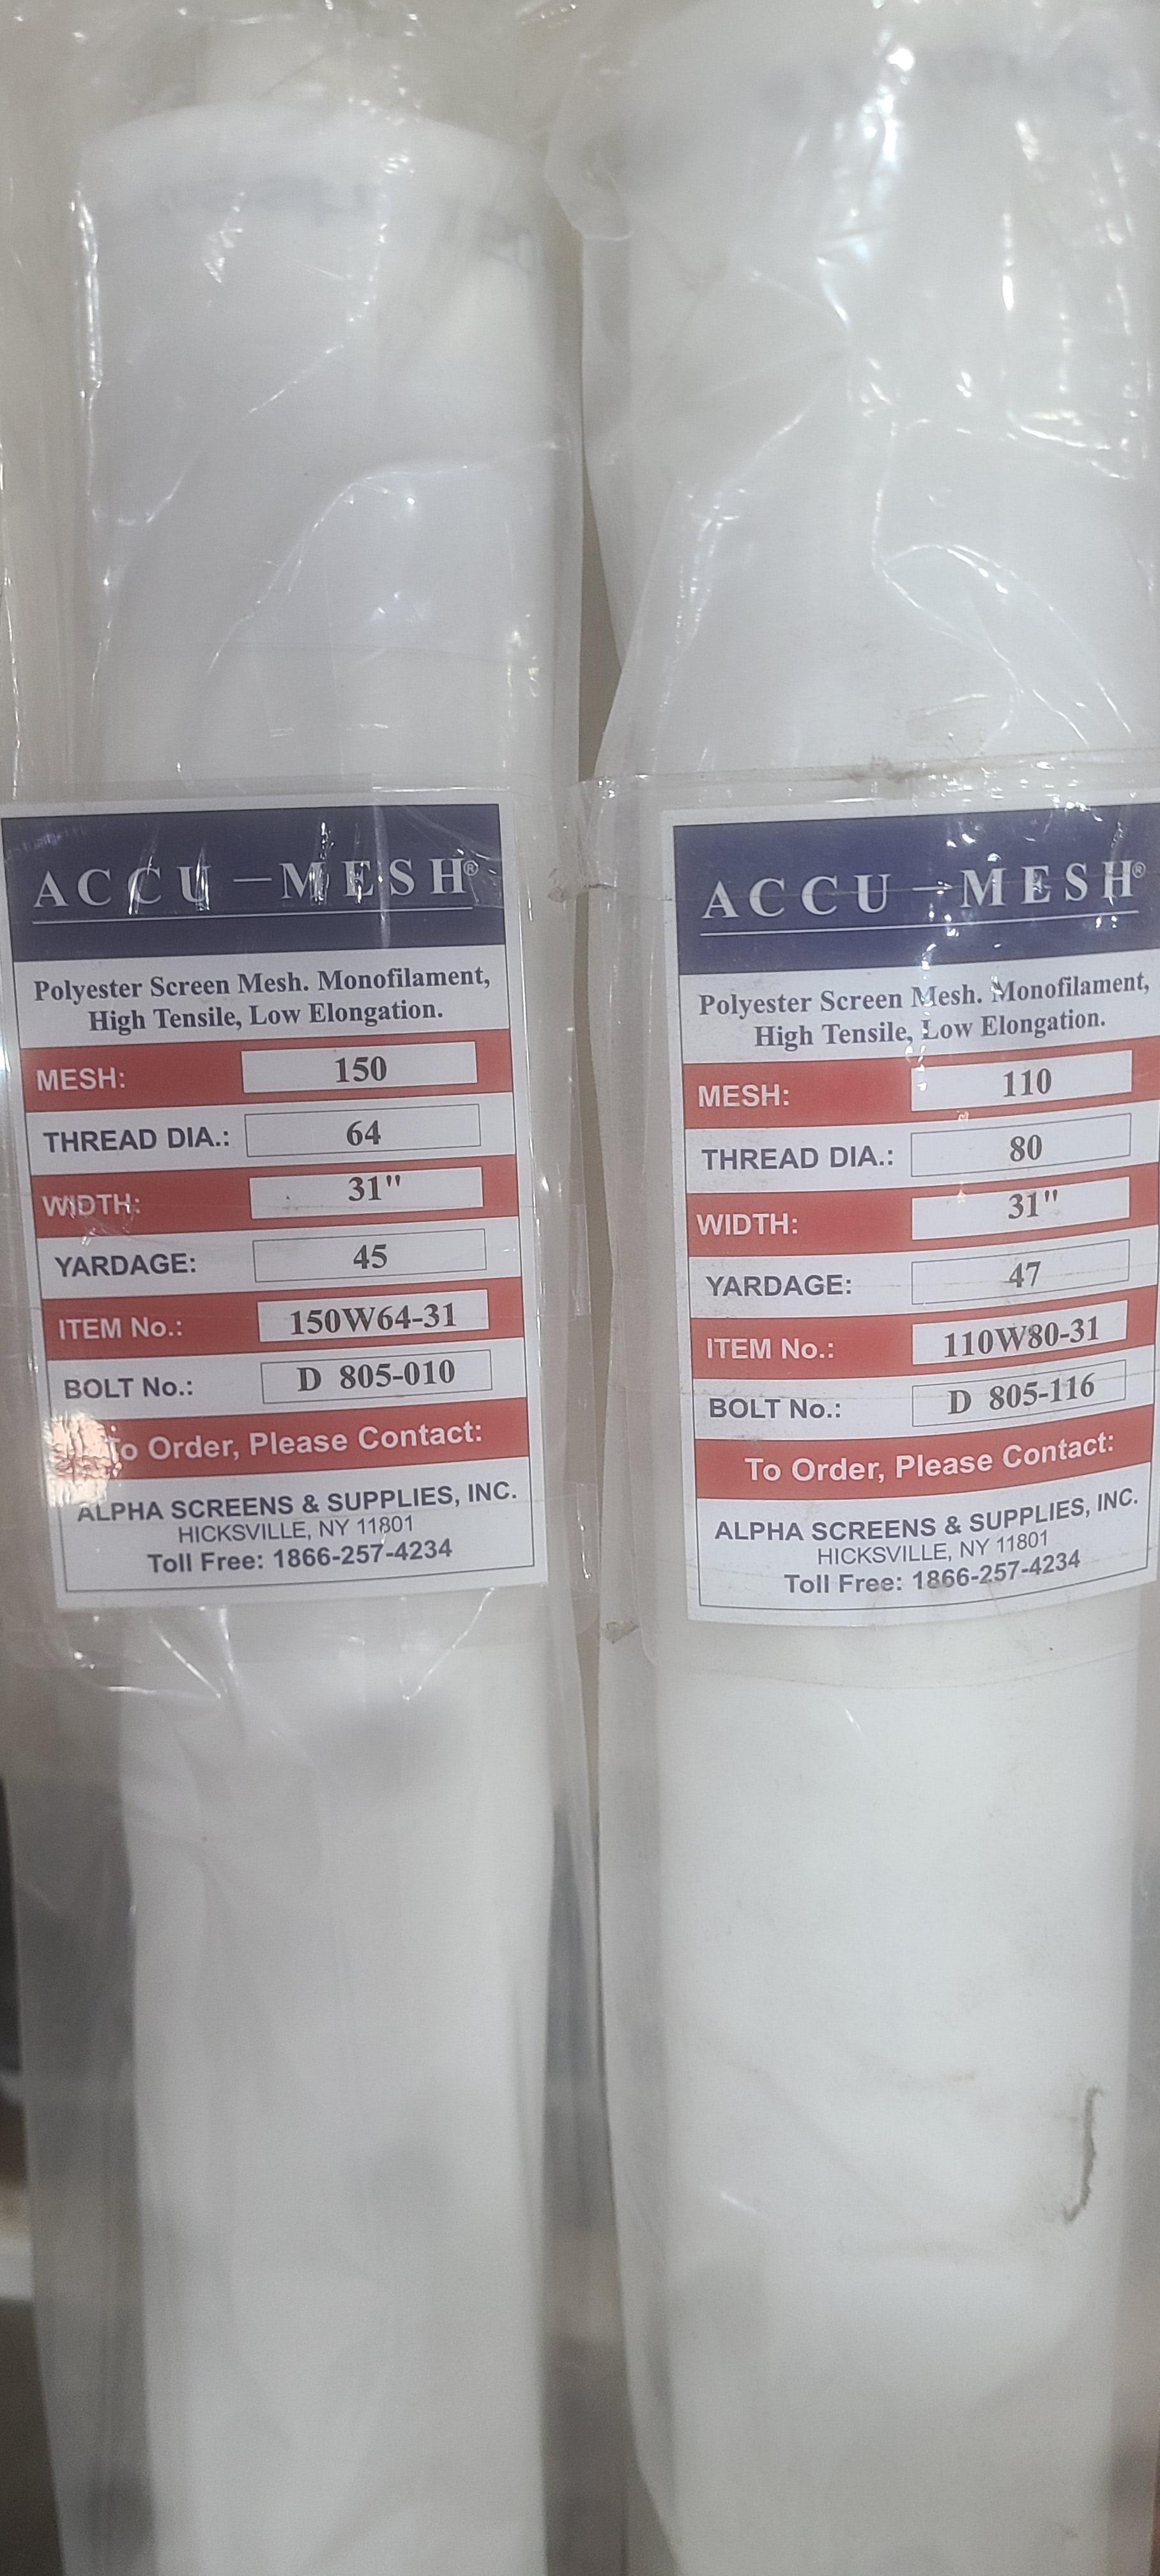 ACCU—MESH®
Polyester Screen Mesh. Monofilament,
High Tensile, Low Elongation.
MESH: 150
THREAD DIA.: 64
WIDTH: 31"
YARDAGE: 45
ITEM No.: 150W64-31
BOLT No.: D 805-010
To Order, Please Contact:
ALPHA SCREENS & SUPPLIES, INC.
HICKSVILLE, NY 11801
Toll Free: 1866-257-4234
ACCU—MESH®
Polyester Screen Mesh. Monofilament,
High Tensile, Low Elongation.
MESH: 110
THREAD DIA.: 80
WIDTH: 31"
YARDAGE: 47
ITEM No.: 110W80-31
BOLT No.: D 805-116
To Order, Please Contact:
ALPHA SCREENS & SUPPLIES, INC.
HICKSVILLE, NY 11801
Toll Free: 1866-257-4234